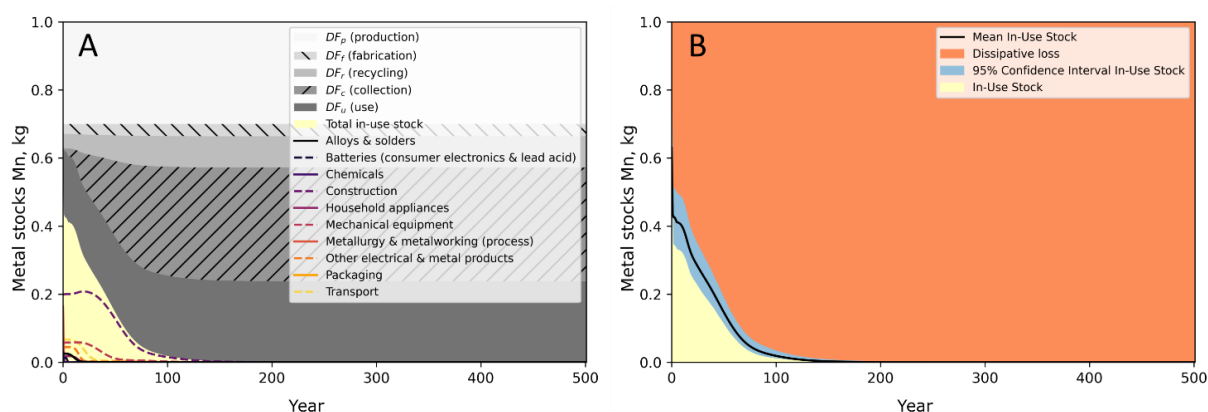 A
1.0
0.8
0.6
0.4
0.2
0.0
Metal stocks Mn, kg
0
100
200
300
400
500
Year
DFp (production)
DFf (fabrication)
DFr (recycling)
DFc (collection)
DFu (use)
Total in-use stock
Alloys & solders
Batteries (consumer electronics & lead acid)
Chemicals
Construction
Household appliances
Mechanical equipment
Metallurgy & metalworking (process)
Other electrical & metal products
Packaging
Transport
B
1.0
0.8
0.6
0.4
0.2
0.0
Metal stocks Mn, kg
0
100
200
300
400
500
Year
Mean In-Use Stock
Dissipative loss
95% Confidence Interval In-Use Stock
In-Use Stock